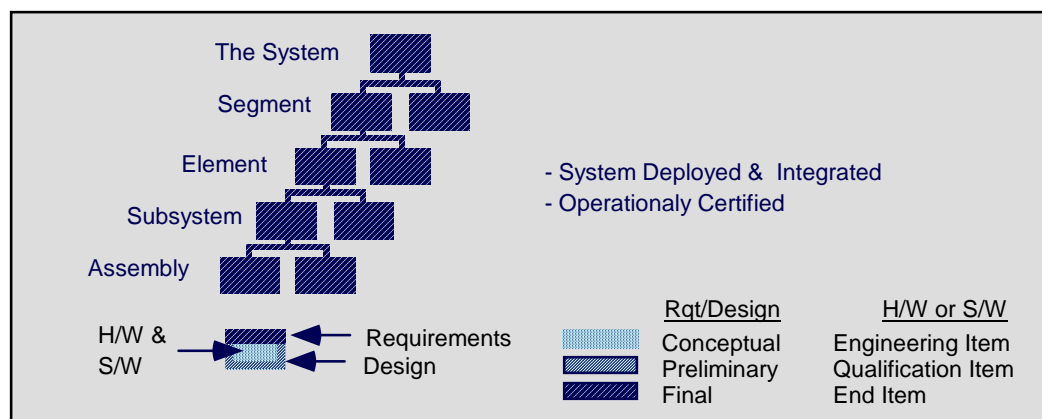 The System
Segment
Element
Subsystem
Assembly
- System Deployed & Integrated
- Operationaly Certified
H/W &
S/W
Requirements
Design
Rqt/Design H/W or S/W
Conceptual Engineering Item
Preliminary Qualification Item
Final End Item